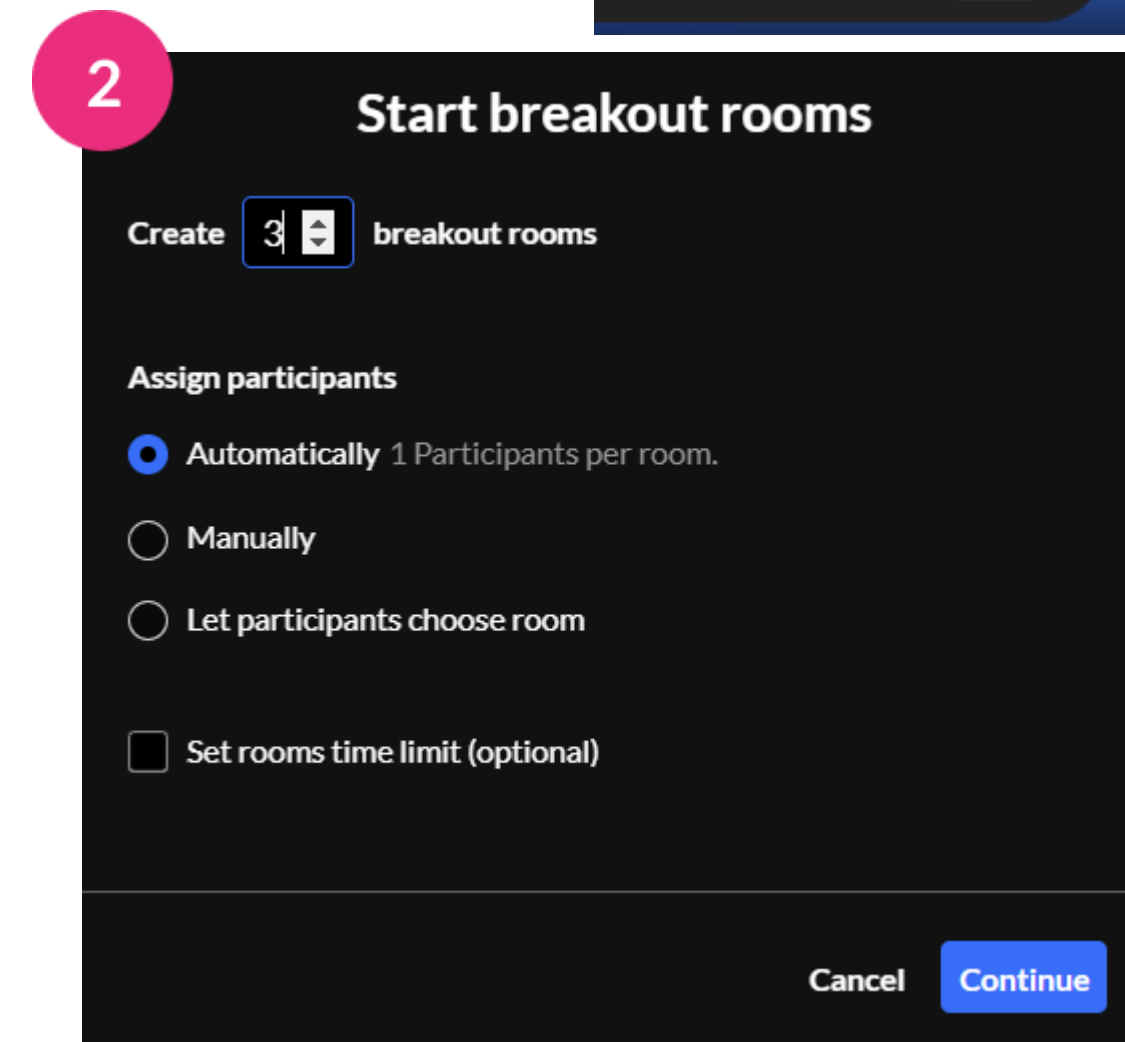 2
Start breakout rooms
Create 3 breakout rooms
Assign participants
Automatically 1 Participants per room.
Manually
Let participants choose room
Set rooms time limit (optional)
Cancel Continue